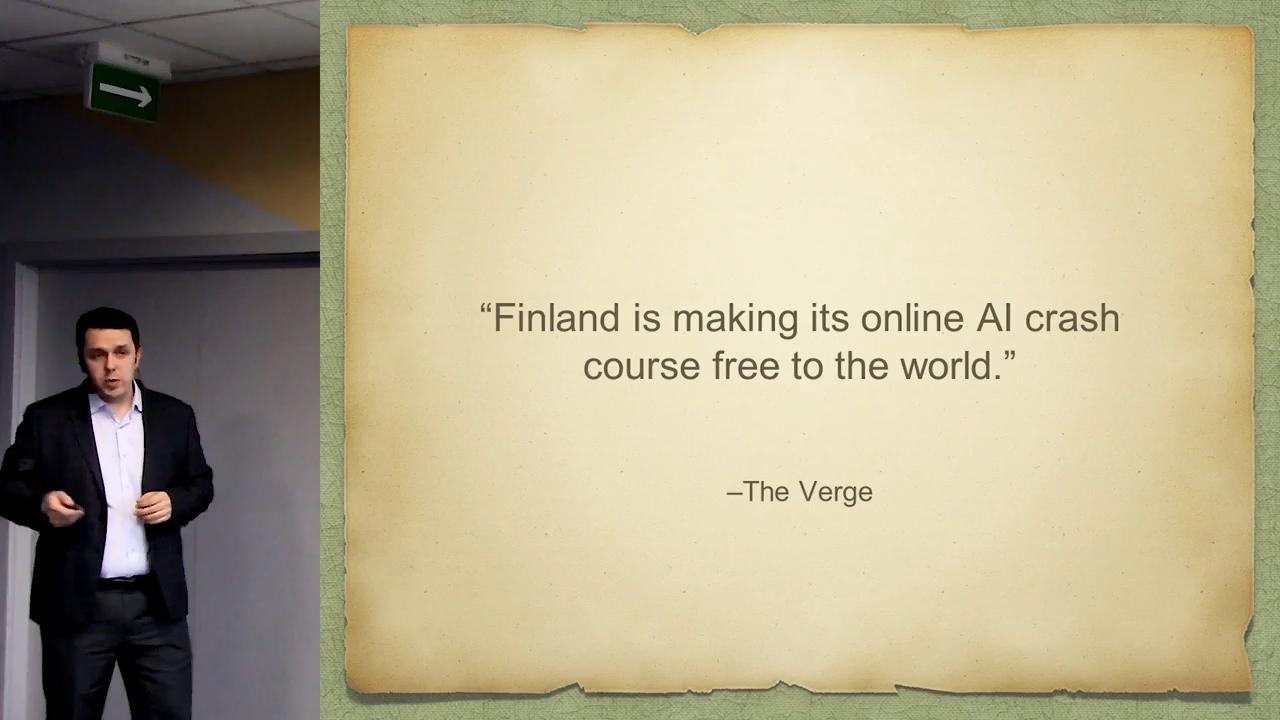 “Finland is making its online AI crash
course free to the world.”
–The Verge